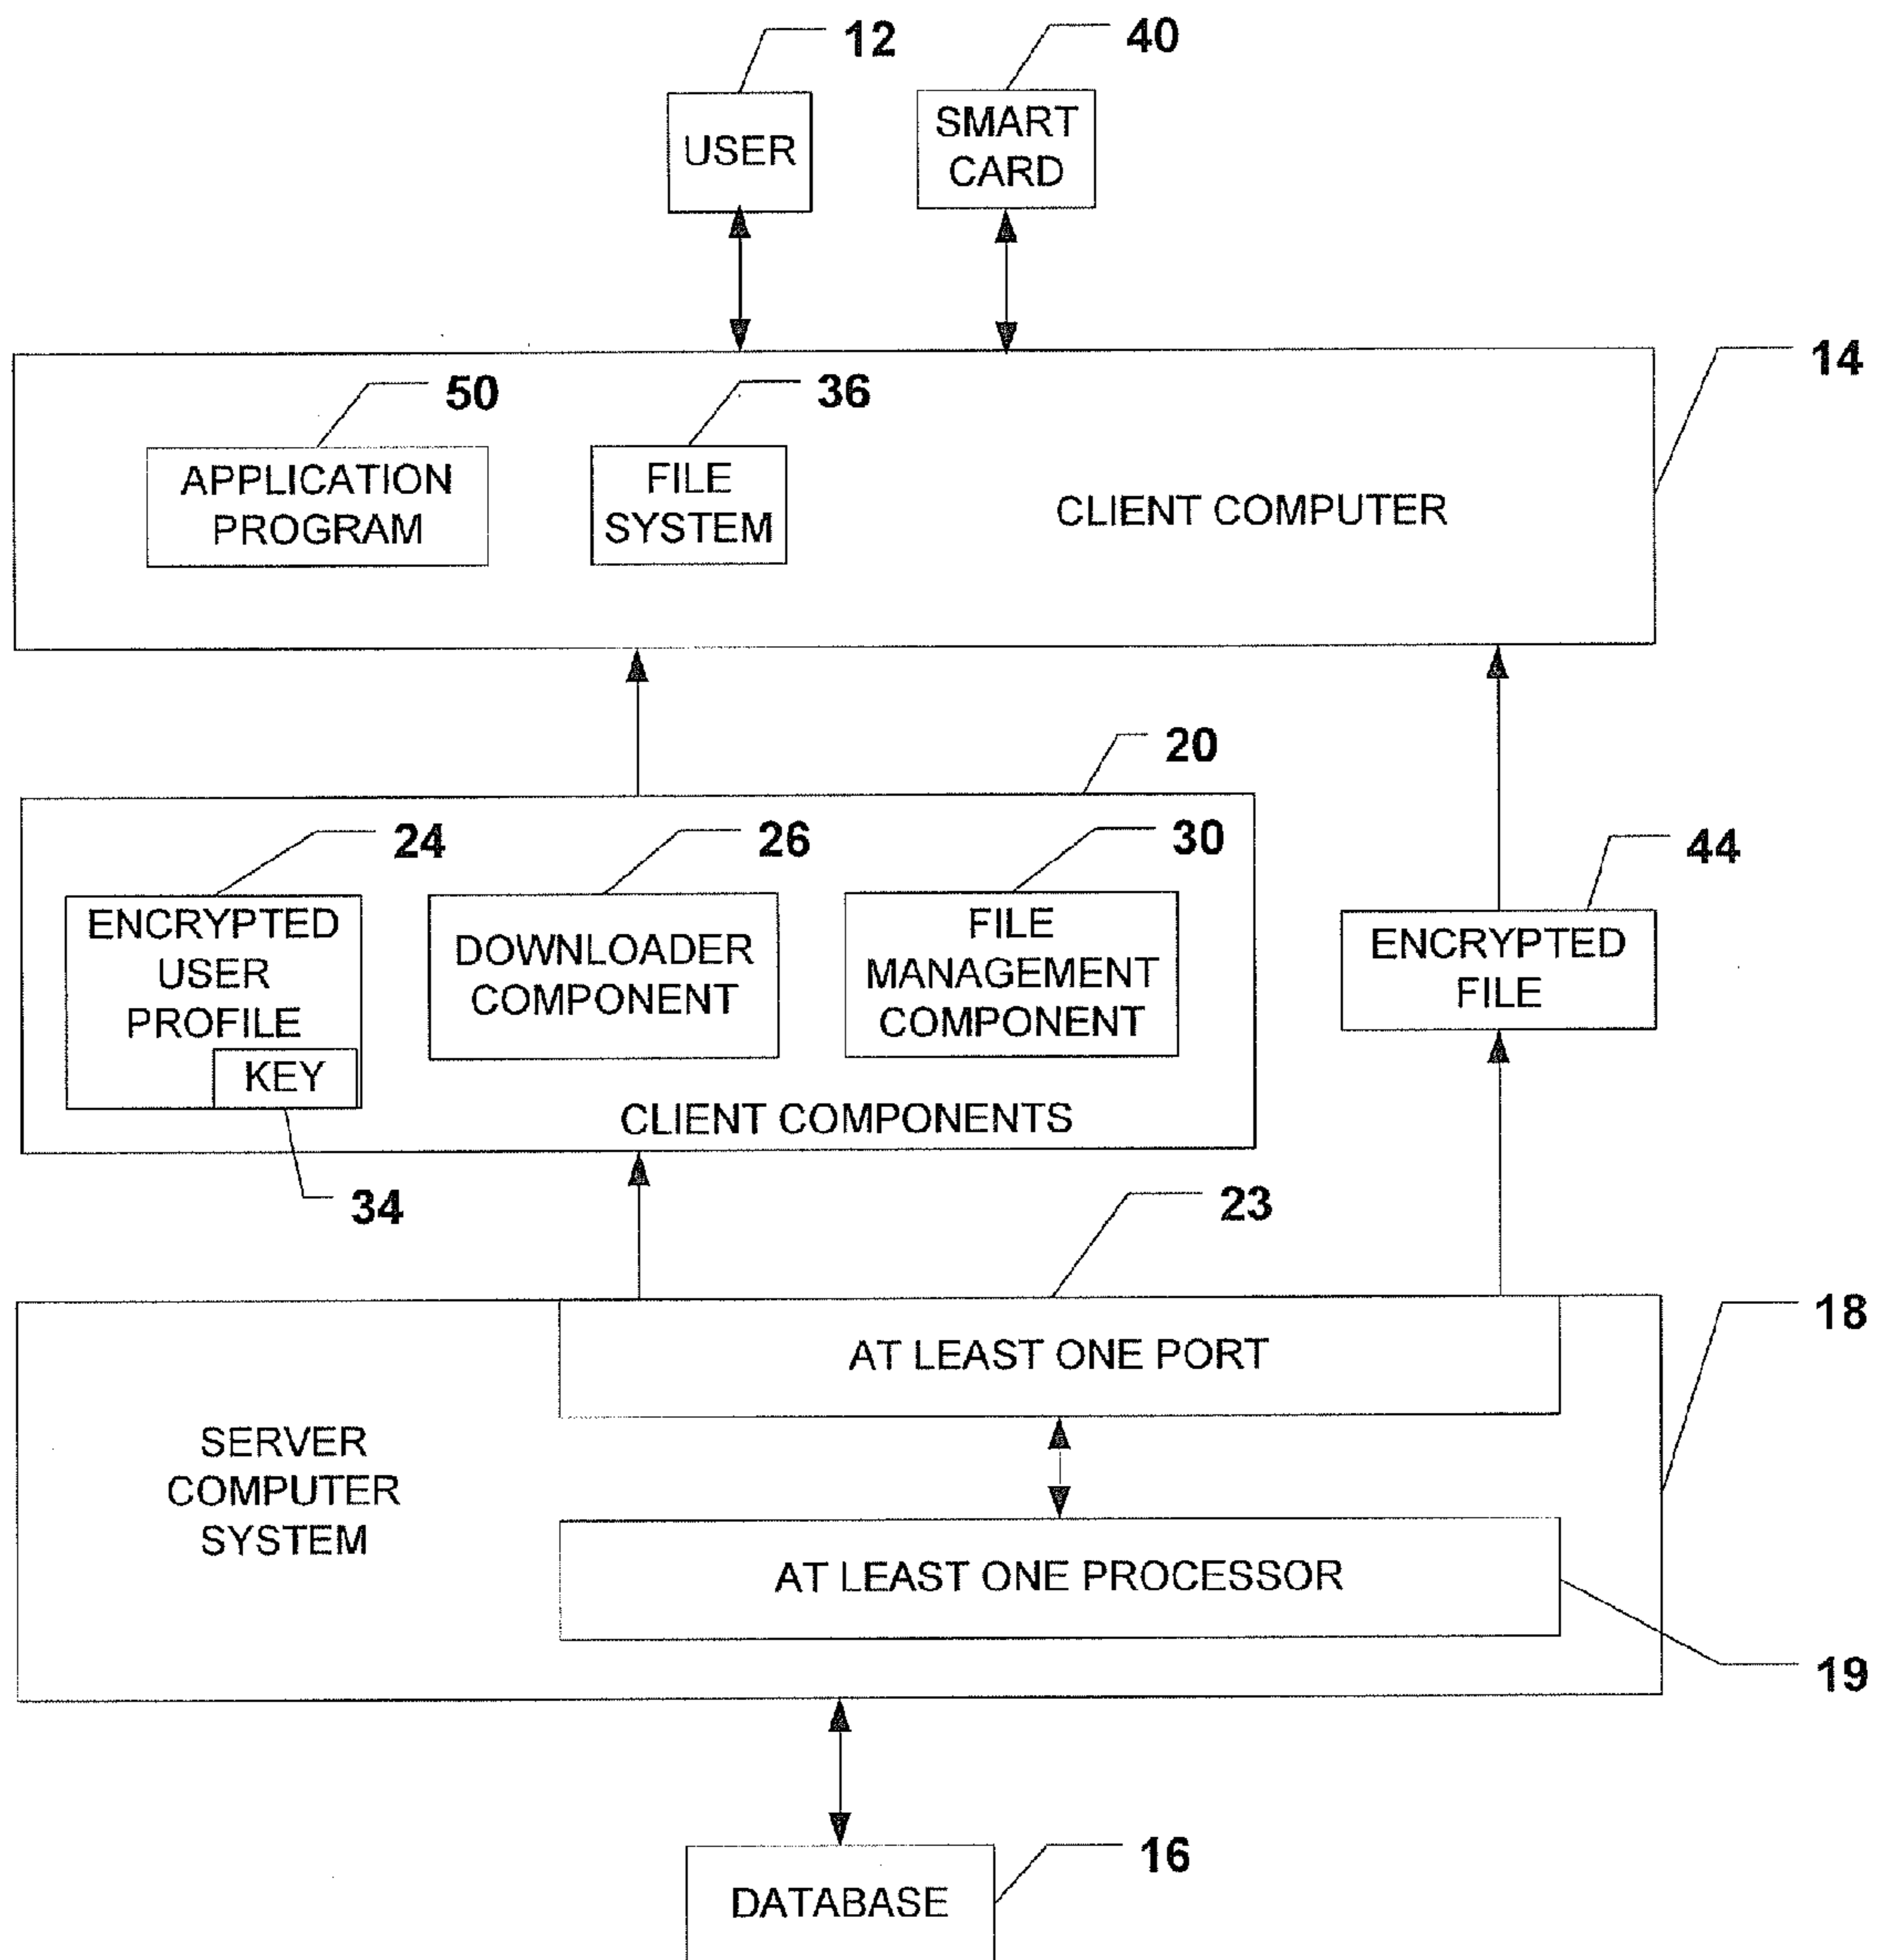 12
40
USER
SMART
CARD
14
50
36
APPLICATION
PROGRAM
FILE
SYSTEM
CLIENT COMPUTER
20
24
26
30
44
ENCRYPTED
USER
PROFILE
KEY
DOWNLOADER
COMPONENT
FILE
MANAGEMENT
COMPONENT
ENCRYPTED
FILE
CLIENT COMPONENTS
34
23
18
AT LEAST ONE PORT
SERVER
COMPUTER
SYSTEM
AT LEAST ONE PROCESSOR
19
16
DATABASE